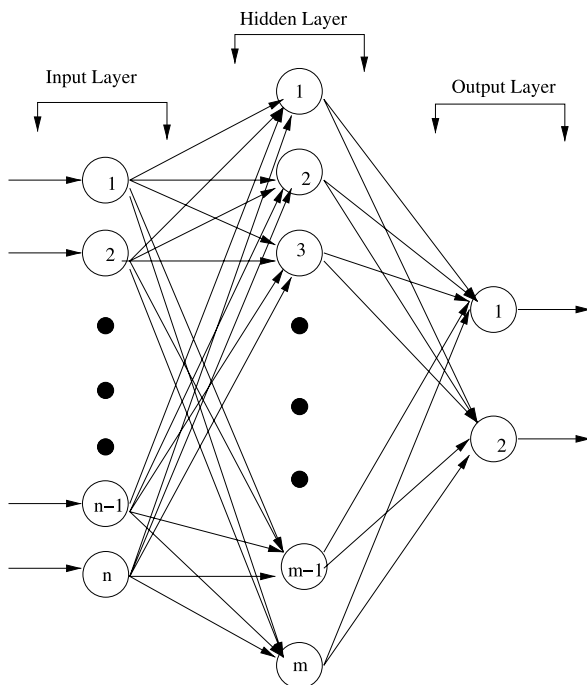 Hidden Layer
Input Layer
Output Layer
1
2
n−1
n
1
2
3
m−1
m
1
2